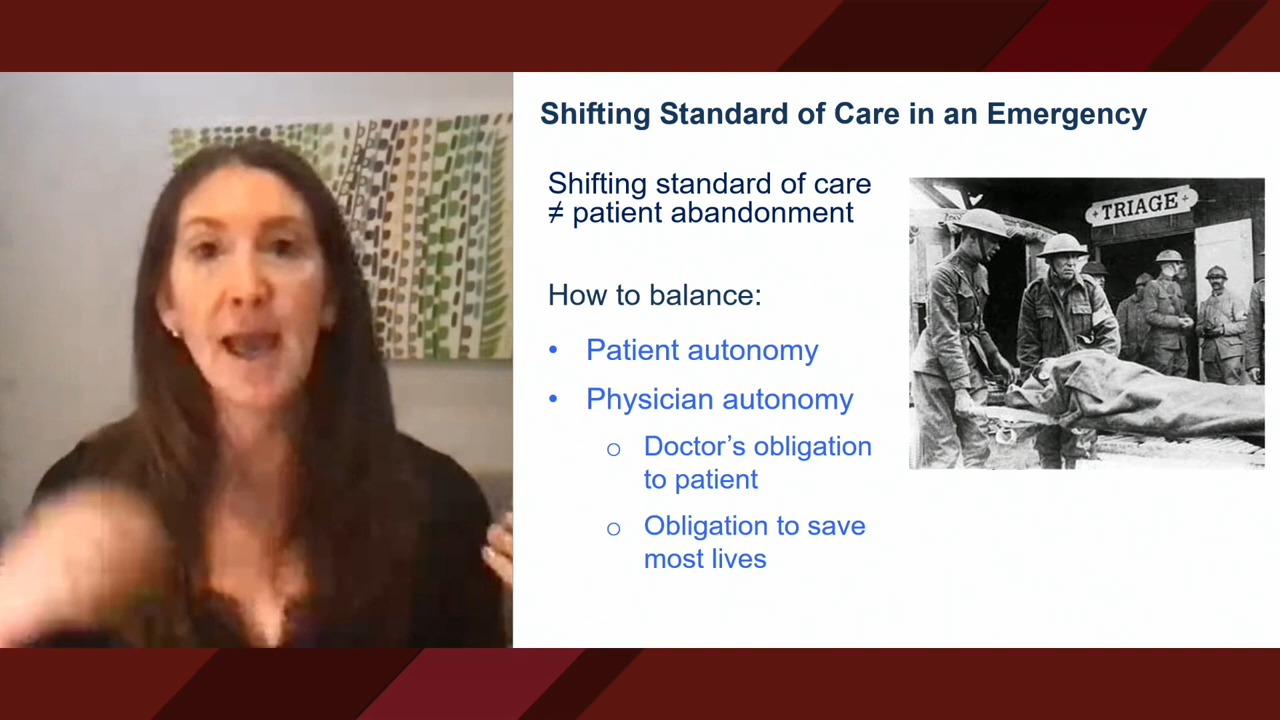 Shifting Standard of Care in an Emergency
Shifting standard of care
≠ patient abandonment
TRIAGE
How to balance:
• Patient autonomy
• Physician autonomy
o Doctor’s obligation
to patient
o Obligation to save
most lives